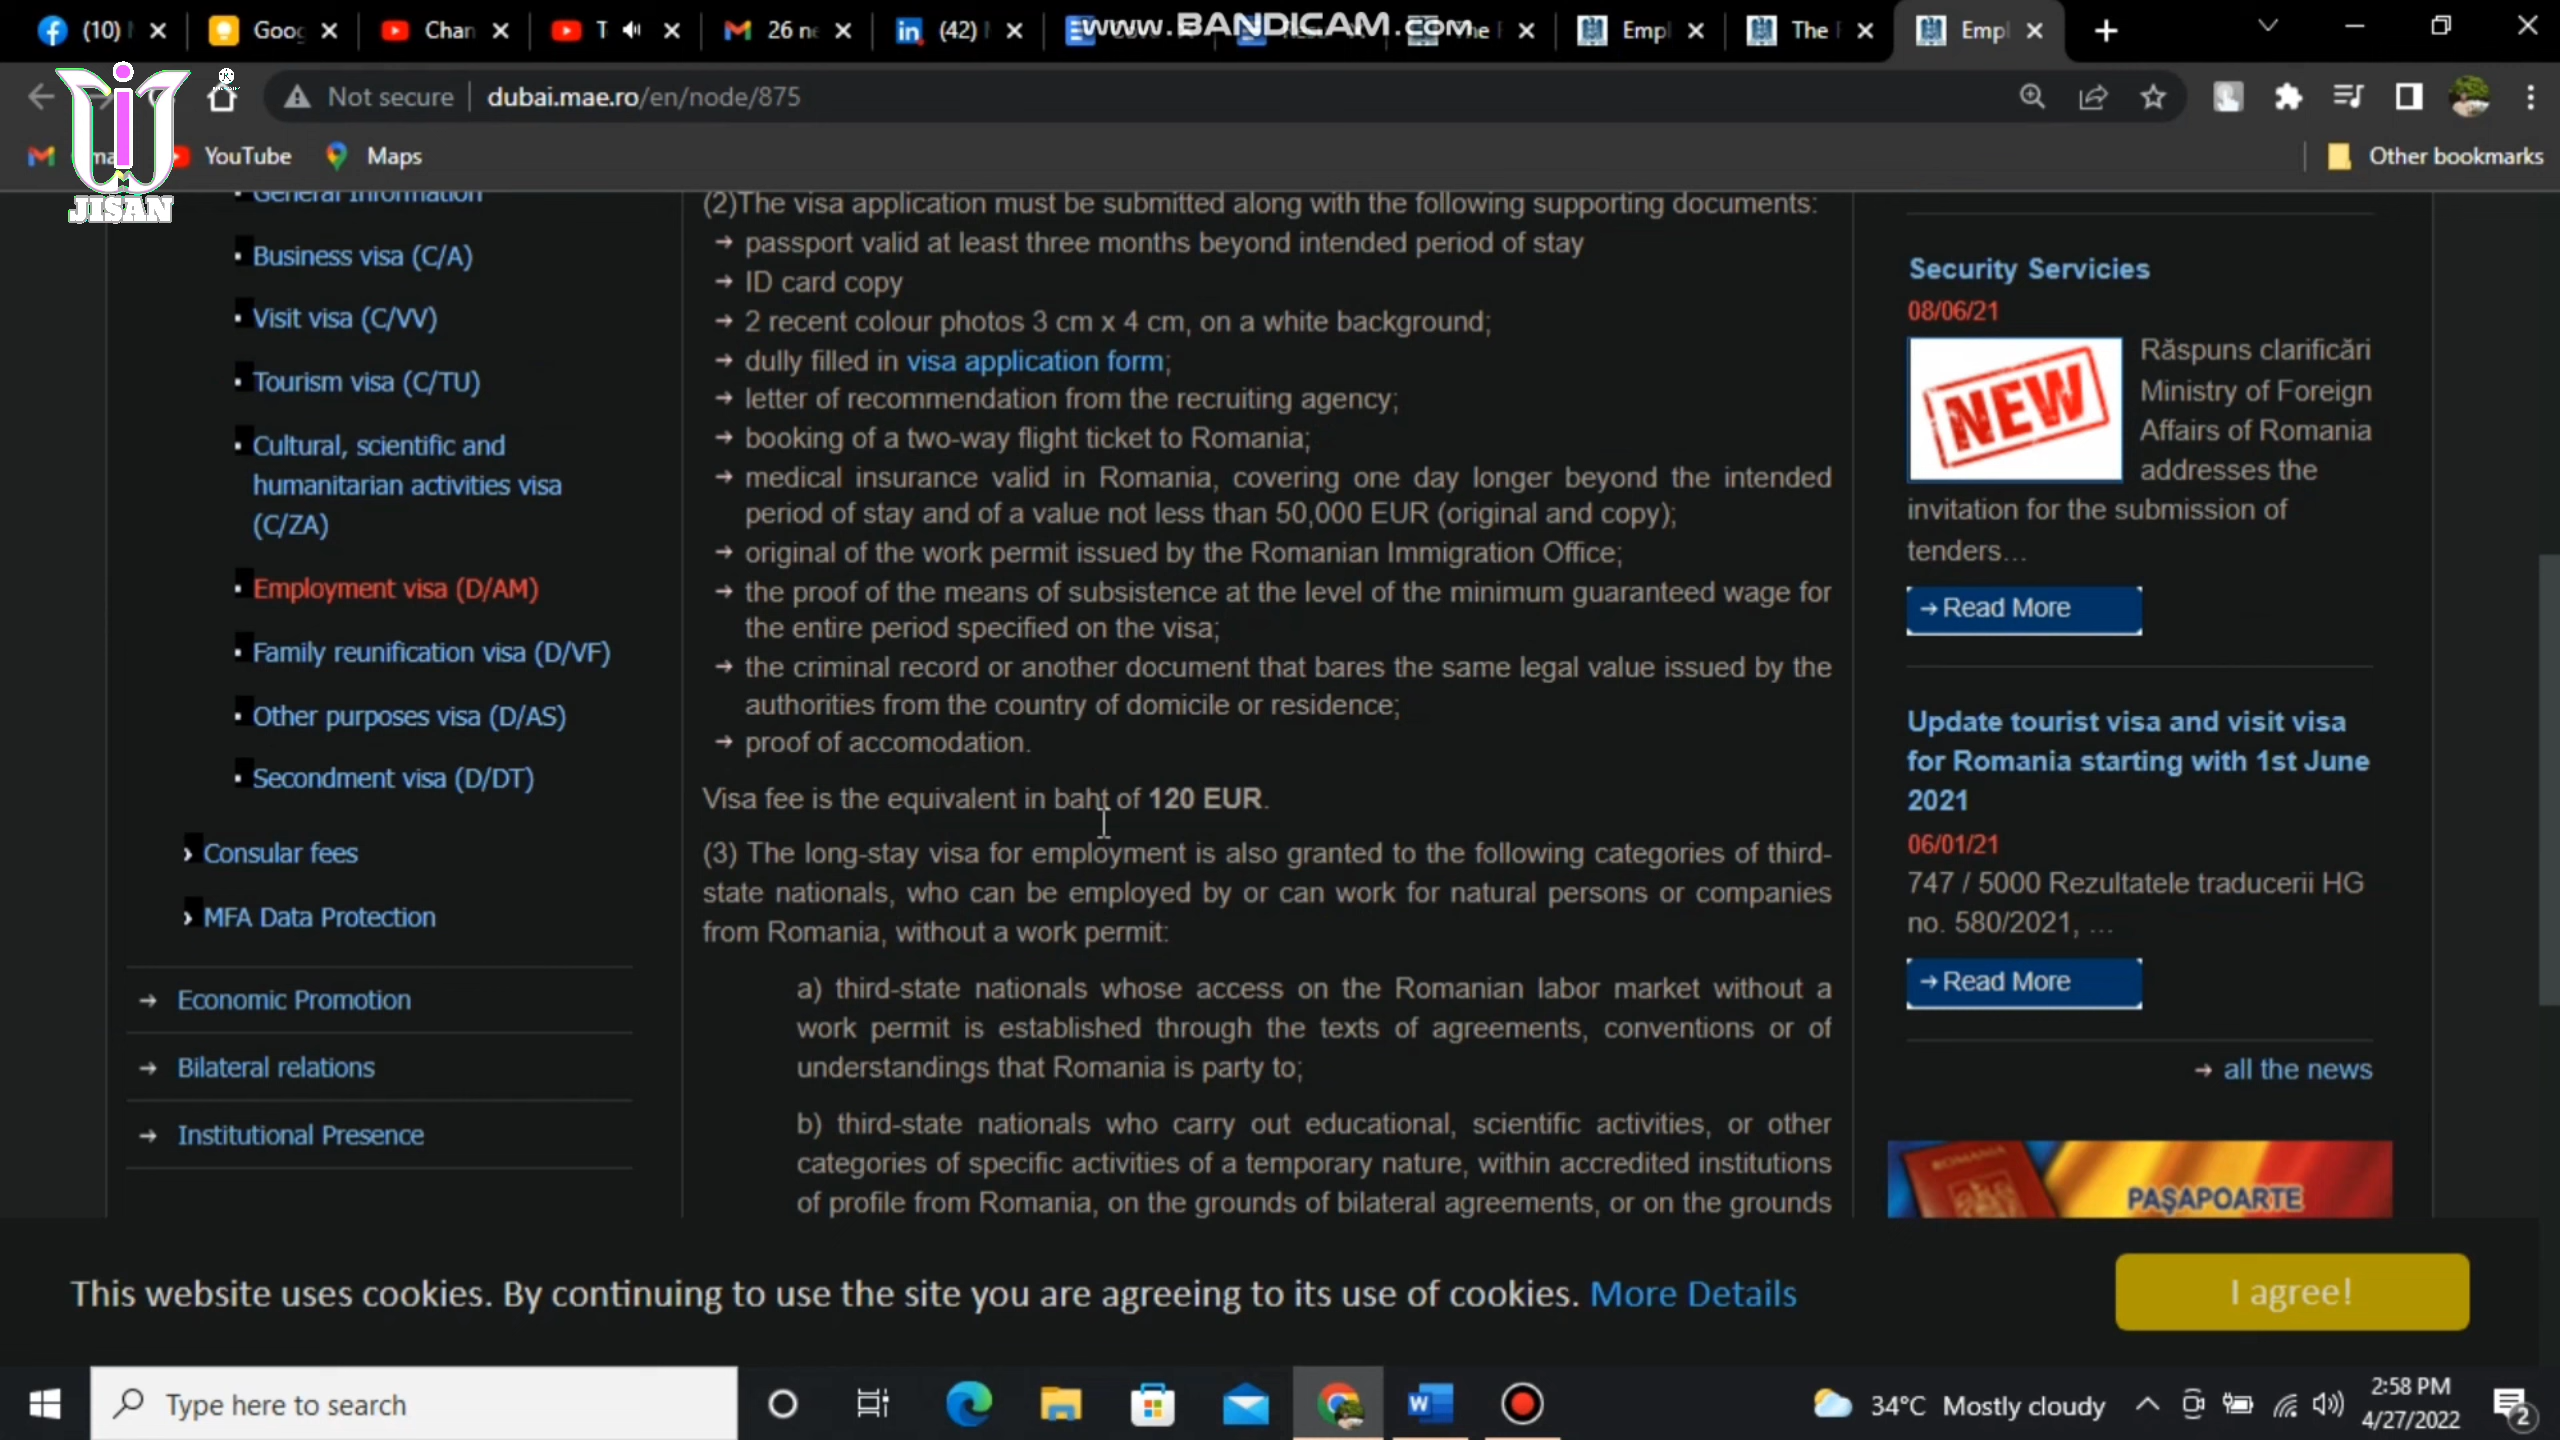 (10)
Goog
Chan
T
26 ne
(42)
www.BANDICAM.com
The
Empl
The
Empl
Not secure
dubai.mae.ro/en/node/875
JISAN
YouTube
Maps
Other bookmarks
General Information
Business visa (C/A)
Visit visa (C/VV)
Tourism visa (C/TU)
Cultural, scientific and
humanitarian activities visa
(C/ZA)
Employment visa (D/AM)
Family reunification visa (D/VF)
Other purposes visa (D/AS)
Secondment visa (D/DT)
Consular fees
MFA Data Protection
Economic Promotion
Bilateral relations
Institutional Presence
(2)The visa application must be submitted along with the following supporting documents:
→ passport valid at least three months beyond intended period of stay
→ ID card copy
→ 2 recent colour photos 3 cm x 4 cm, on a white background;
→ dully filled in visa application form;
→ letter of recommendation from the recruiting agency;
→ booking of a two-way flight ticket to Romania;
→ medical insurance valid in Romania, covering one day longer beyond the intended
period of stay and of a value not less than 50,000 EUR (original and copy);
→ original of the work permit issued by the Romanian Immigration Office;
→ the proof of the means of subsistence at the level of the minimum guaranteed wage for
the entire period specified on the visa;
→ the criminal record or another document that bares the same legal value issued by the
authorities from the country of domicile or residence;
→ proof of accomodation.
Visa fee is the equivalent in baht of 120 EUR.
(3) The long-stay visa for employment is also granted to the following categories of third-
state nationals, who can be employed by or can work for natural persons or companies
from Romania, without a work permit:
a) third-state nationals whose access on the Romanian labor market without a
work permit is established through the texts of agreements, conventions or of
understandings that Romania is party to;
b) third-state nationals who carry out educational, scientific activities, or other
categories of specific activities of a temporary nature, within accredited institutions
of profile from Romania, on the grounds of bilateral agreements, or on the grounds
Security Servicies
08/06/21
NEW
Răspuns clarificări
Ministry of Foreign
Affairs of Romania
addresses the
invitation for the submission of
tenders…
→ Read More
Update tourist visa and visit visa
for Romania starting with 1st June
2021
06/01/21
747 / 5000 Rezultatele traducerii HG
no. 580/2021, …
→ Read More
→ all the news
ROMANIA
PAŞAPOARTE
This website uses cookies. By continuing to use the site you are agreeing to its use of cookies. More Details
I agree!
Type here to search
34°C Mostly cloudy
2:58 PM
4/27/2022
2